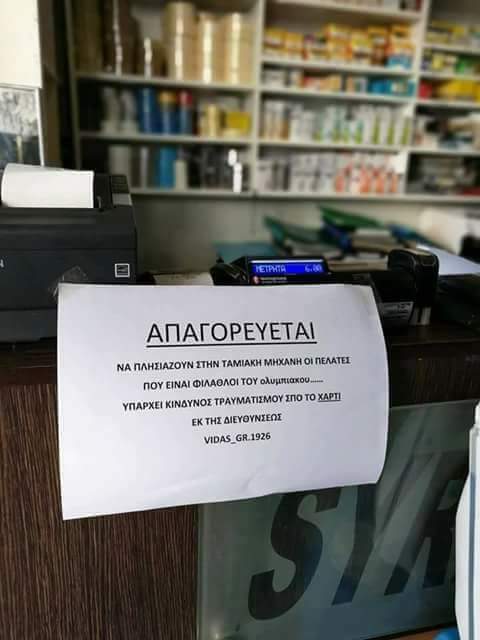 ΜΕΤΡΗΤΑ 6.00
ΑΠΑΓΟΡΕΥΕΤΑΙ
ΝΑ ΠΛΗΣΙΑΖΟΥΝ ΣΤΗΝ ΤΑΜΙΑΚΗ ΜΗΧΑΝΗ ΟΙ ΠΕΛΑΤΕΣ
ΠΟΥ ΕΙΝΑΙ ΦΙΛΑΘΛΟΙ ΤΟΥ ολυμπιακου......
ΥΠΑΡΧΕΙ ΚΙΝΔΥΝΟΣ ΤΡΑΥΜΑΤΙΣΜΟΥ ΣΠΟ ΤΟ ΧΑΡΤΙ
ΕΚ ΤΗΣ ΔΙΕΥΘΥΝΣΕΩΣ
VIDAS_GR.1926
SYR